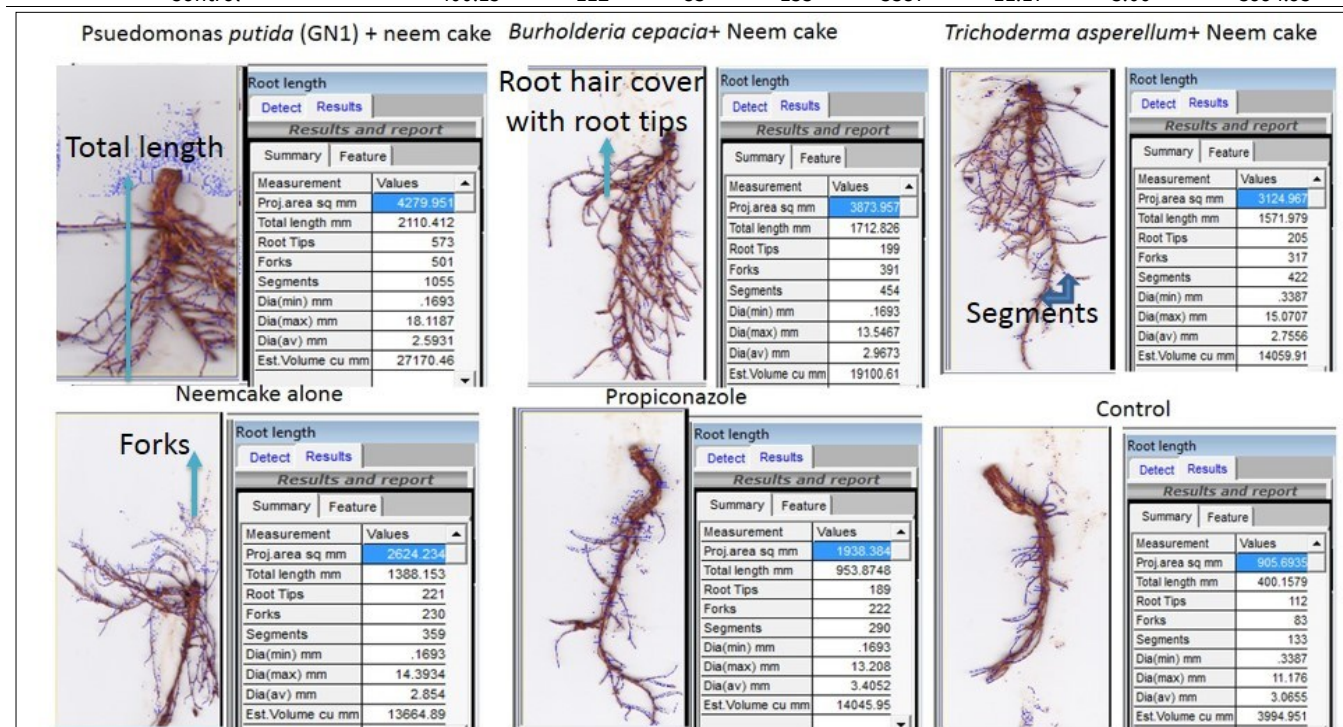 Psuedomonas putida (GN1) + neem cake
Total length
Root length
Detect Results
Results and report
Summary Feature
Measurement Values
Proj.area sq mm 4279.951
Total length mm 2110.412
Root Tips 573
Forks 501
Segments 1055
Dia(min) mm .1693
Dia(max) mm 18.1187
Dia(av) mm 2.5931
Est.Volume cu mm 27170.46
Burholderia cepacia+ Neem cake
Root hair cover
with root tips
Root length
Detect Results
Results and report
Summary Feature
Measurement Values
Proj.area sq mm 3873.957
Total length mm 1712.826
Root Tips 199
Forks 391
Segments 454
Dia(min) mm .1693
Dia(max) mm 13.5467
Dia(av) mm 2.9673
Est.Volume cu mm 19100.61
Trichoderma asperellum+ Neem cake
Segments
Root length
Detect Results
Results and report
Summary Feature
Measurement Values
Proj.area sq mm 3124.967
Total length mm 1571.979
Root Tips 205
Forks 317
Segments 422
Dia(min) mm .3387
Dia(max) mm 15.0707
Dia(av) mm 2.7556
Est.Volume cu mm 14059.91
Neemcake alone
Forks
Root length
Detect Results
Results and report
Summary Feature
Measurement Values
Proj.area sq mm 2624.234
Total length mm 1388.153
Root Tips 221
Forks 230
Segments 359
Dia(min) mm .1693
Dia(max) mm 14.3934
Dia(av) mm 2.854
Est.Volume cu mm 13664.89
Propiconazole
Root length
Detect Results
Results and report
Summary Feature
Measurement Values
Proj.area sq mm 1938.384
Total length mm 953.8748
Root Tips 189
Forks 222
Segments 290
Dia(min) mm .1693
Dia(max) mm 13.208
Dia(av) mm 3.4052
Est.Volume cu mm 14045.95
Control
Root length
Detect Results
Results and report
Summary Feature
Measurement Values
Proj.area sq mm 905.6935
Total length mm 400.1579
Root Tips 112
Forks 83
Segments 133
Dia(min) mm .3387
Dia(max) mm 11.176
Dia(av) mm 3.0655
Est.Volume cu mm 3994.951